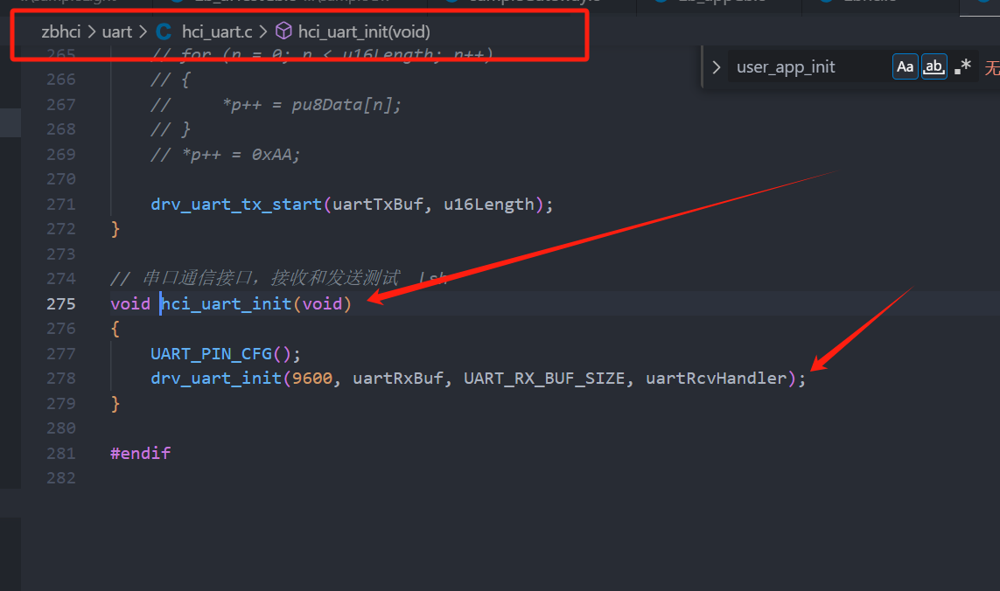 zbhci > uart > C hci_uart.c > hci_uart_init(void)
user_app_init Aa ab .* 无
265 // for (n = 0; n < u16Length; n++)
266 // {
267 //     *p++ = pu8Data[n];
268 // }
269 // *p++ = 0xAA;
270
271 drv_uart_tx_start(uartTxBuf, u16Length);
272 }
273
274 // 串口通信接口，接收和发送测试
275 void hci_uart_init(void)
276 {
277 UART_PIN_CFG();
278 drv_uart_init(9600, uartRxBuf, UART_RX_BUF_SIZE, uartRcvHandler);
279 }
280
281 #endif
282